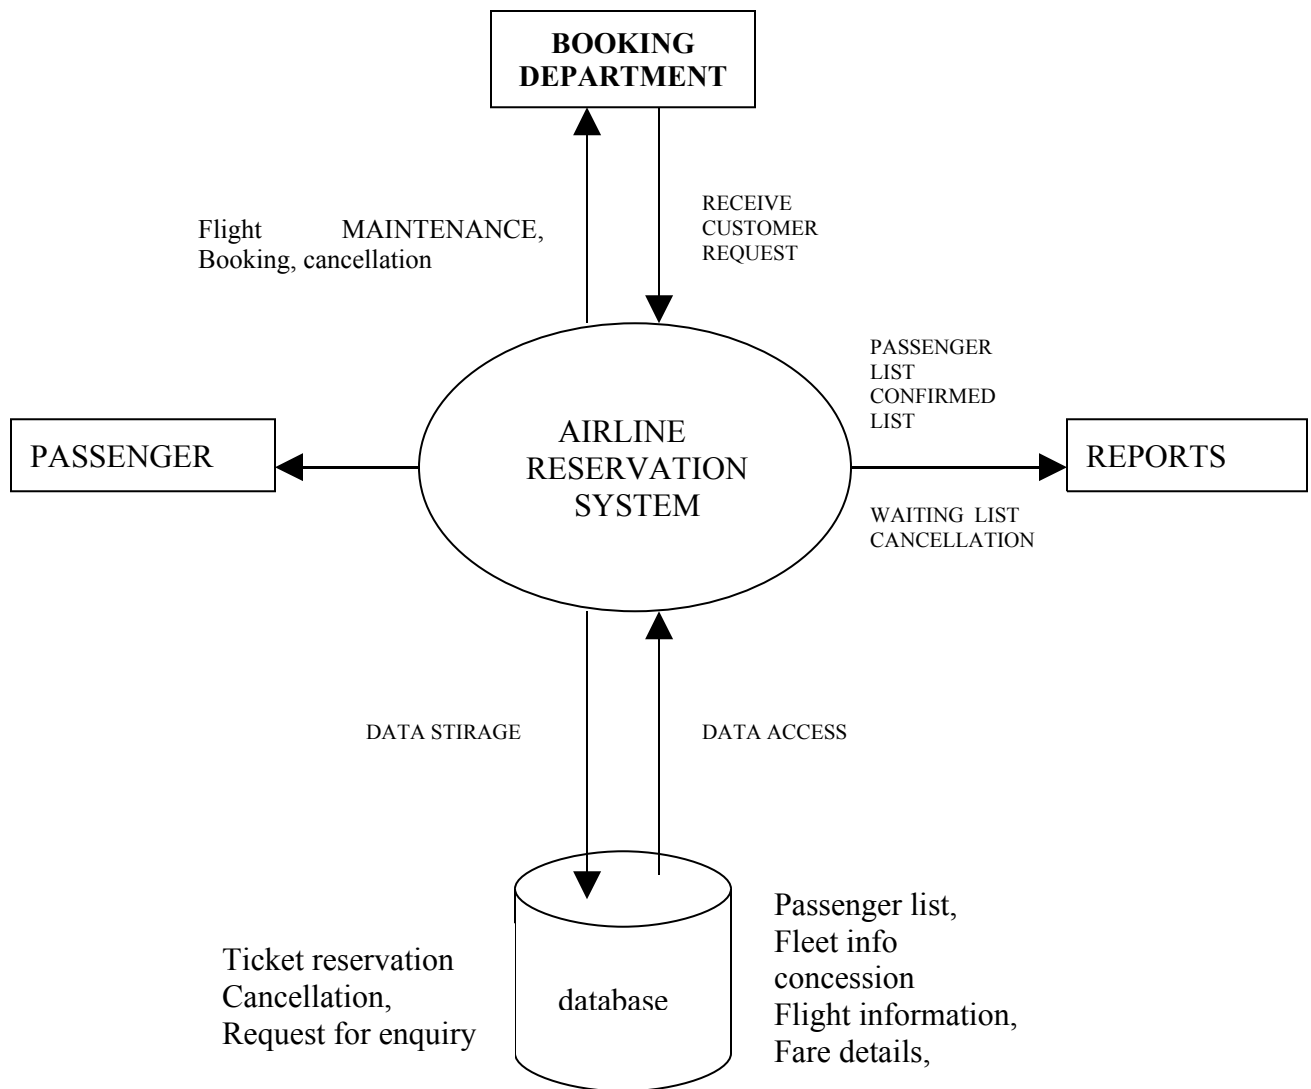 BOOKING
DEPARTMENT
RECEIVE
CUSTOMER
REQUEST
Flight MAINTENANCE,
Booking, cancellation
PASSENGER
LIST
CONFIRMED
LIST
PASSENGER
AIRLINE
RESERVATION
SYSTEM
REPORTS
WAITING LIST
CANCELLATION
DATA STIRAGE
DATA ACCESS
Ticket reservation
Cancellation,
Request for enquiry
database
Passenger list,
Fleet info
concession
Flight information,
Fare details,